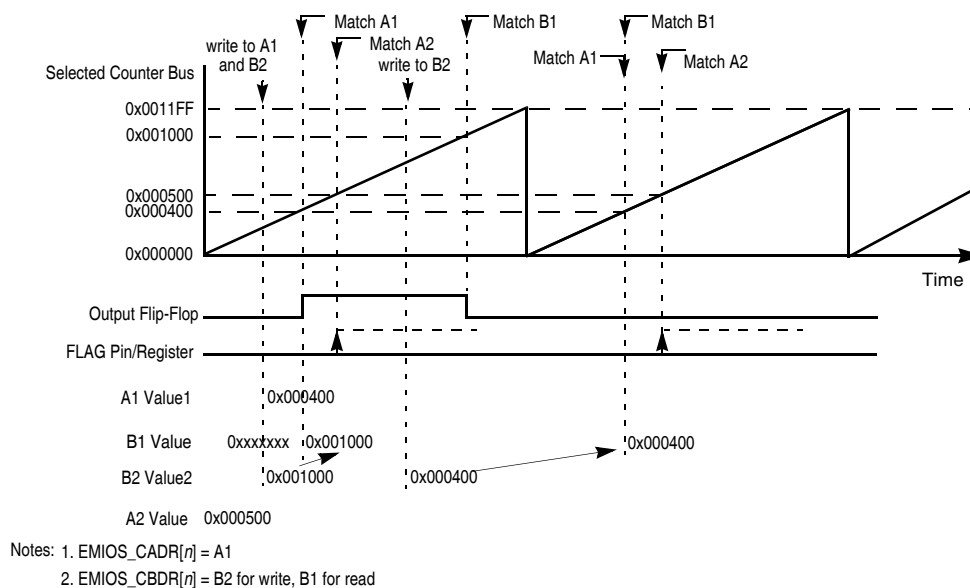 Match A1
Match B1
Match B1
write to A1
and B2
Match A2
write to B2
Match A1
Match A2
Selected Counter Bus
0x0011FF
0x001000
0x000500
0x000400
0x000000
Time
Output Flip-Flop
FLAG Pin/Register
A1 Value1 0x000400
B1 Value 0xxxxxxx 0x001000 0x000400
B2 Value2 0x001000 0x000400
A2 Value 0x000500
Notes: 1. EMIOS_CADR[n] = A1
2. EMIOS_CBDR[n] = B2 for write, B1 for read